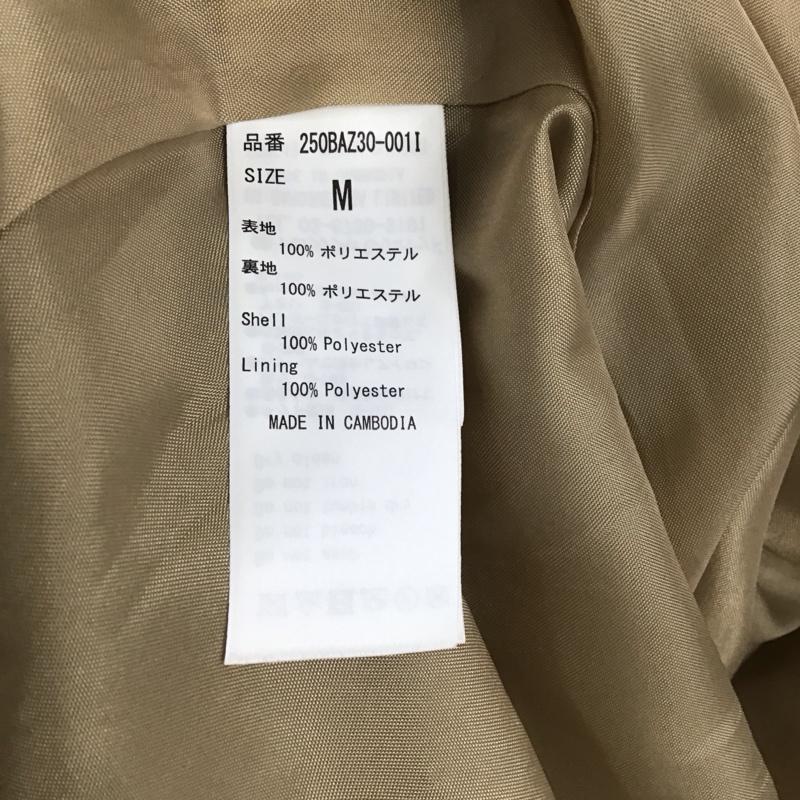 品番 250BAZ30-001I
SIZE M
表地
100% ポリエステル
裏地
100% ポリエステル
Shell
100% Polyester
Lining
100% Polyester
MADE IN CAMBODIA